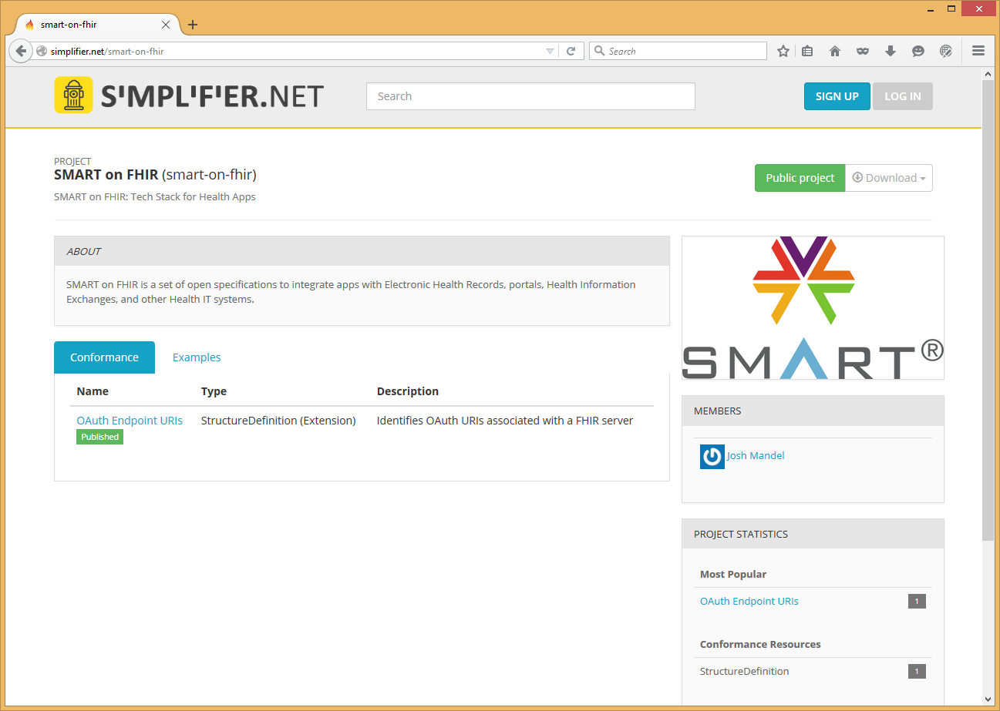 smart-on-fhir
simplifier.net/smart-on-fhir
Search
SIMPLIFIER.NET
Search
SIGN UP
LOG IN
PROJECT
SMART on FHIR (smart-on-fhir)
SMART on FHIR: Tech Stack for Health Apps
Public project
Download
ABOUT
SMART on FHIR is a set of open specifications to integrate apps with Electronic Health Records, portals, Health Information
Exchanges, and other Health IT systems.
SMART®
Conformance
Examples
Name Type Description
OAuth Endpoint URIs StructureDefinition (Extension) Identifies OAuth URIs associated with a FHIR server
Published
MEMBERS
Josh Mandel
PROJECT STATISTICS
Most Popular
OAuth Endpoint URIs 1
Conformance Resources
StructureDefinition 1